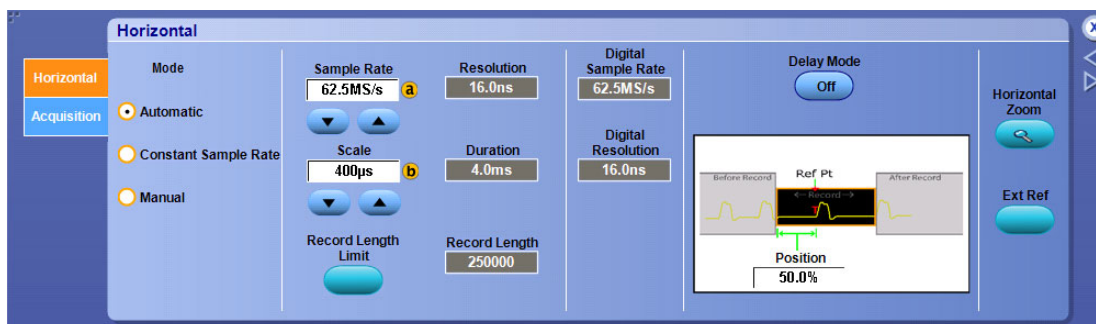 Horizontal
Horizontal
Acquisition
Mode
Automatic
Constant Sample Rate
Manual
Sample Rate
62.5MS/s a
Scale
400µs b
Record Length
Limit
Resolution
16.0ns
Duration
4.0ms
Record Length
250000
Digital
Sample Rate
62.5MS/s
Digital
Resolution
16.0ns
Delay Mode
Off
Before Record
Ref Pt
After Record
Record
T
Position
50.0%
Horizontal
Zoom
Ext Ref
X